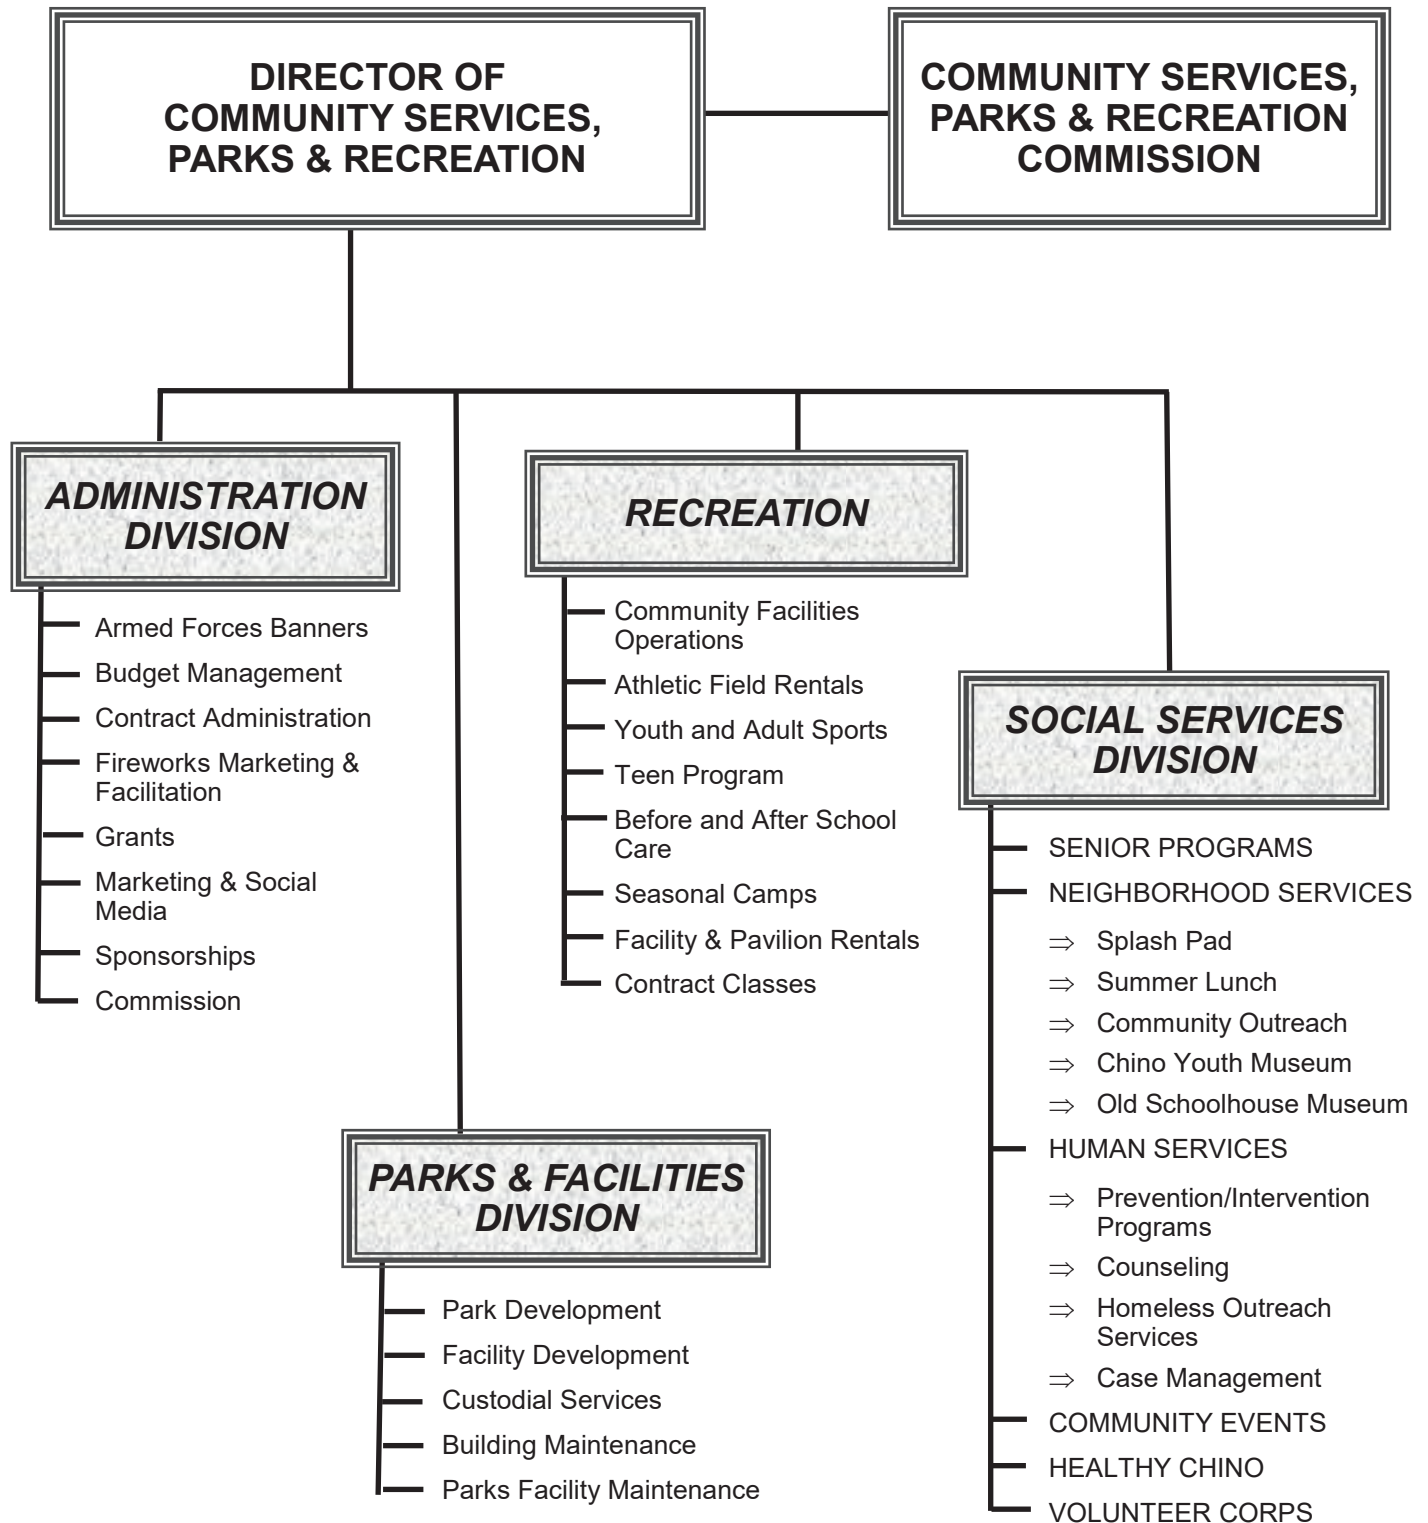 DIRECTOR OF
COMMUNITY SERVICES,
PARKS & RECREATION
COMMUNITY SERVICES,
PARKS & RECREATION
COMMISSION
ADMINISTRATION
DIVISION
Armed Forces Banners
Budget Management
Contract Administration
Fireworks Marketing &
Facilitation
Grants
Marketing & Social
Media
Sponsorships
Commission
RECREATION
Community Facilities
Operations
Athletic Field Rentals
Youth and Adult Sports
Teen Program
Before and After School
Care
Seasonal Camps
Facility & Pavilion Rentals
Contract Classes
SOCIAL SERVICES
DIVISION
SENIOR PROGRAMS
NEIGHBORHOOD SERVICES
⇒ Splash Pad
⇒ Summer Lunch
⇒ Community Outreach
⇒ Chino Youth Museum
⇒ Old Schoolhouse Museum
HUMAN SERVICES
⇒ Prevention/Intervention
Programs
⇒ Counseling
⇒ Homeless Outreach
Services
⇒ Case Management
COMMUNITY EVENTS
HEALTHY CHINO
VOLUNTEER CORPS
PARKS & FACILITIES
DIVISION
Park Development
Facility Development
Custodial Services
Building Maintenance
Parks Facility Maintenance